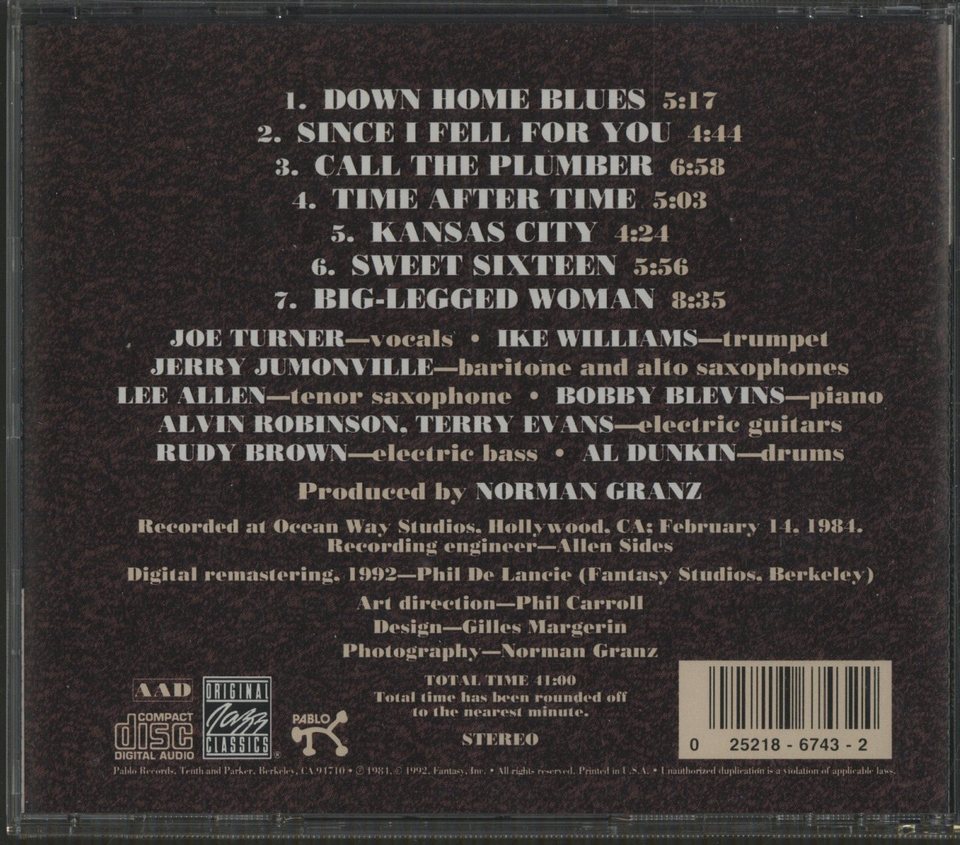 1. DOWN HOME BLUES 5:17
2. SINCE I FELL FOR YOU 4:44
3. CALL THE PLUMBER 6:58
4. TIME AFTER TIME 5:03
5. KANSAS CITY 4:24
6. SWEET SIXTEEN 5:56
7. BIG-LEGGED WOMAN 8:35
JOE TURNER—vocals • IKE WILLIAMS—trumpet
JERRY JUMONVILLE—baritone and alto saxophones
LEE ALLEN—tenor saxophone • BOBBY BLEVINS—piano
ALVIN ROBINSON, TERRY EVANS—electric guitars
RUDY BROWN—electric bass • AL DUNKIN—drums
Produced by NORMAN GRANZ
Recorded at Ocean Way Studios, Hollywood, CA; February 14, 1984.
Recording engineer—Allen Sides
Digital remastering, 1992—Phil De Lancie (Fantasy Studios, Berkeley)
Art direction—Phil Carroll
Design—Gilles Margerin
Photography—Norman Granz
TOTAL TIME 41:00
Total time has been rounded off
to the nearest minute.
STEREO
AAD
COMPACT
disc
DIGITAL AUDIO
ORIGINAL
Jazz
CLASSICS®
PABLO
0 25218-6743-2
Pablo Records, Tenth and Parker, Berkeley, CA 94710 • ℗ 1984, © 1992, Fantasy, Inc. • All rights reserved. Printed in U.S.A. • Unauthorized duplication is a violation of applicable laws.